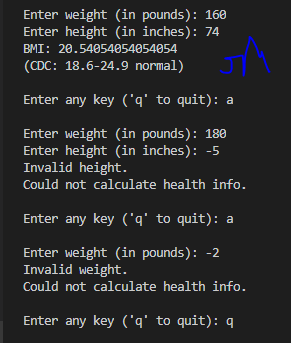 Enter weight (in pounds): 160
Enter height (in inches): 74
BMI: 20.54054054054054
(CDC: 18.6-24.9 normal)
Enter any key ('q' to quit): a
Enter weight (in pounds): 180
Enter height (in inches): -5
Invalid height.
Could not calculate health info.
Enter any key ('q' to quit): a
Enter weight (in pounds): -2
Invalid weight.
Could not calculate health info.
Enter any key ('q' to quit): q